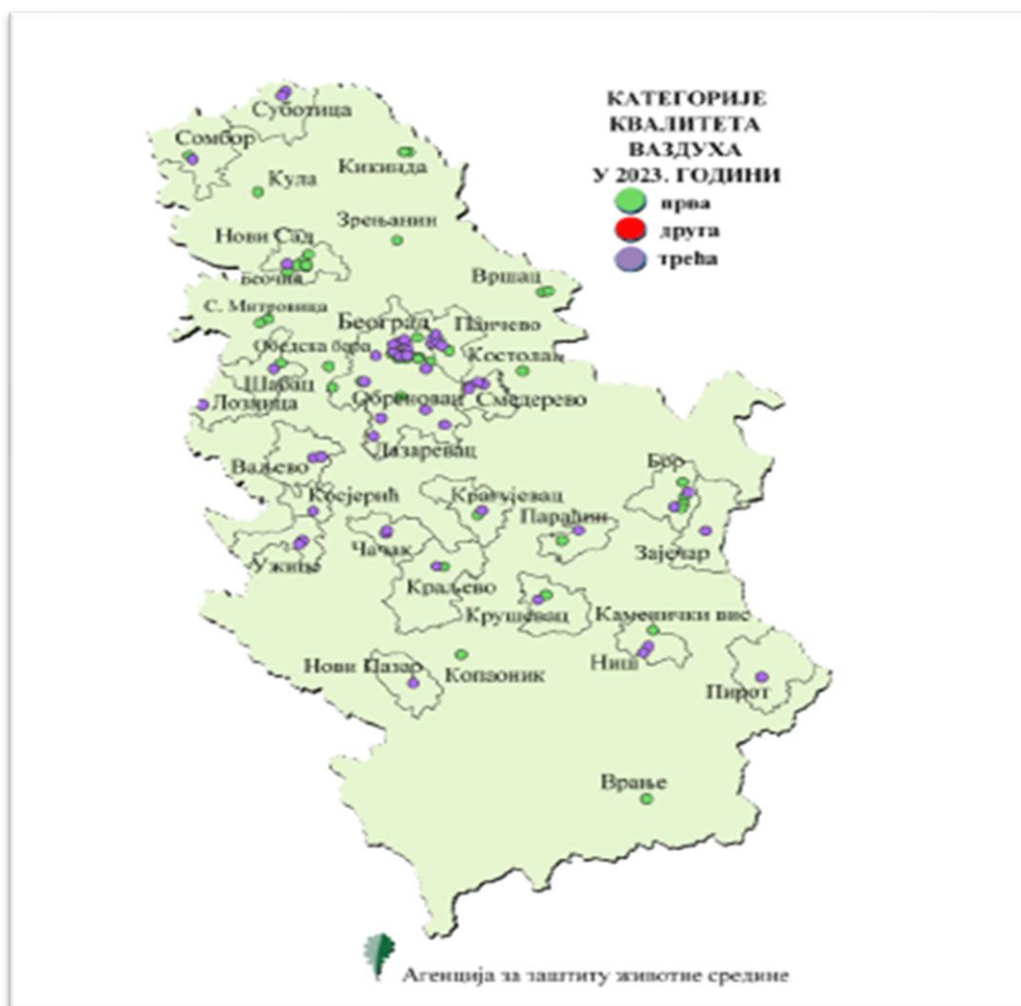 КАТЕГОРИЈЕ
КВАЛИТЕТА
ВАЗДУХА
У 2023. ГОДИНИ
прва
друга
трећа
Суботица
Сомбор
Кикинда
Кула
Зрењанин
Нови Сад
Беочин
Вршац
С. Митровица
Београд
Панчево
Обедска бара
Костолац
Шабац
Обреновац
Смедерево
Лозница
Лазаревац
Ваљево
Бор
Косјерић
Крагујевац
Параћин
Чачак
Зајечар
Ужице
Краљево
Крушевац
Каменички вис
Нови Пазар
Копаоник
Ниш
Пирот
Врање
Агенција за заштиту животне средине